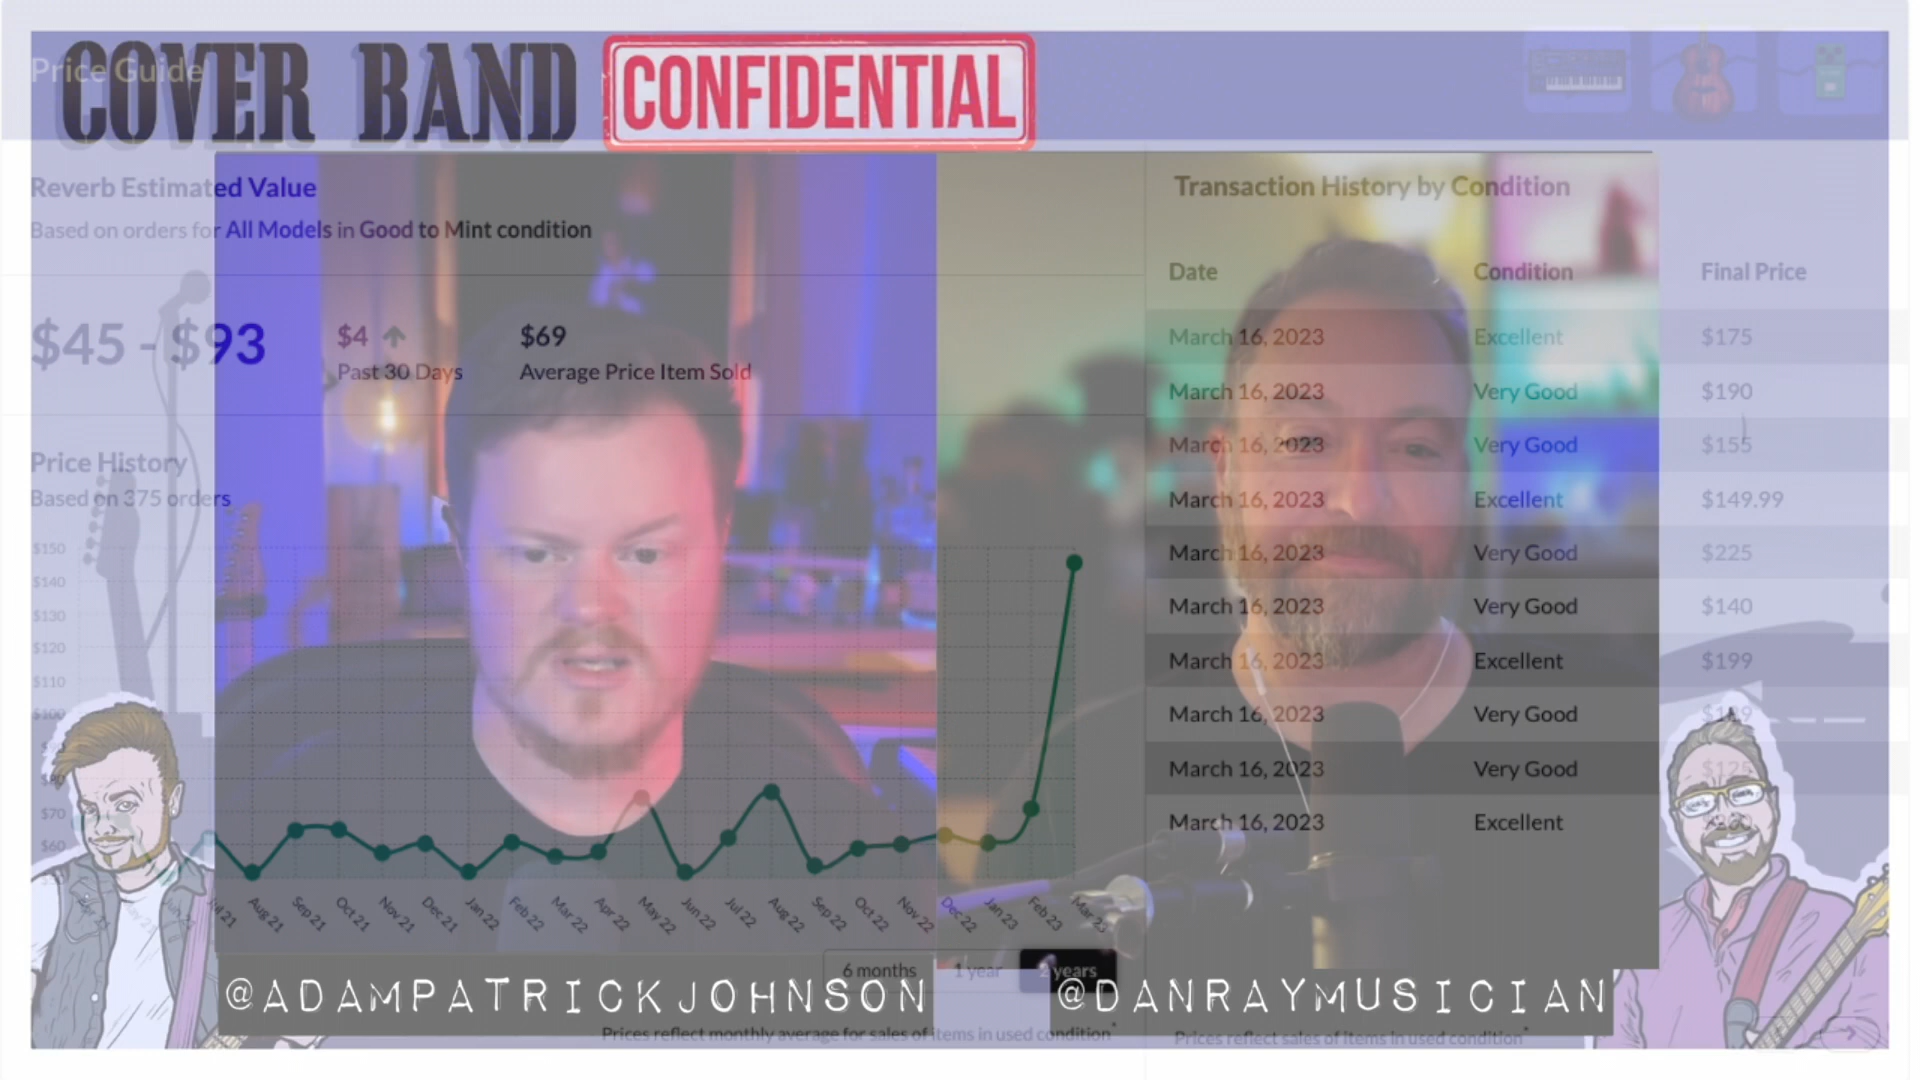 COVER BAND CONFIDENTIAL
Price Guide
Reverb Estimated Value
Based on orders for All Models in Good to Mint condition
$45 - $93
$4
Past 30 Days
$69
Average Price Item Sold
Price History
Based on 375 orders
$150
$140
$130
$120
$110
$100
$80
$70
$60
Jul 21
Aug 21
Sep 21
Oct 21
Nov 21
Dec 21
Jan 22
Feb 22
Mar 22
Apr 22
May 22
Jun 22
Jul 22
Aug 22
Sep 22
Oct 22
Nov 22
Dec 22
Jan 23
Feb 23
Mar 23
6 months 1 year 2 years
Prices reflect monthly average for sales of items in used condition*
Transaction History by Condition
Date Condition Final Price
March 16, 2023 Excellent $175
March 16, 2023 Very Good $190
March 16, 2023 Very Good $155
March 16, 2023 Excellent $149.99
March 16, 2023 Very Good $225
March 16, 2023 Very Good $140
March 16, 2023 Excellent $199
March 16, 2023 Very Good
March 16, 2023 Very Good
March 16, 2023 Excellent
Prices reflect sales of items in used condition*
@ADAMPATRICKJOHNSON
@DANRAYMUSICIAN